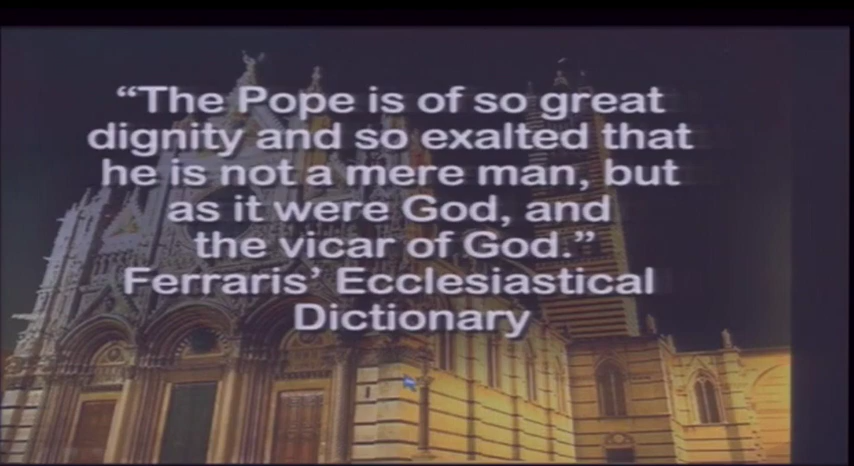 “The Pope is of so great
dignity and so exalted that
he is not a mere man, but
as it were God, and
the vicar of God.”
Ferraris’ Ecclesiastical
Dictionary